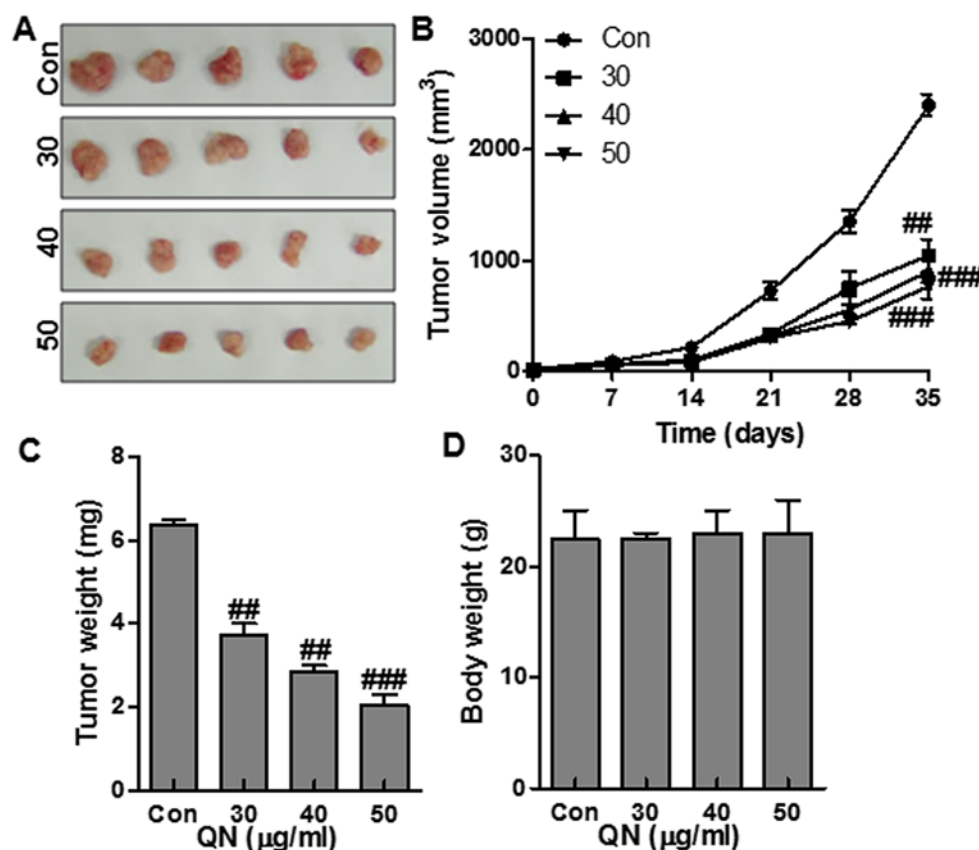 A
Con
30
40
50
B
Tumor volume (mm³)
3000
2000
1000
0
Con
30
40
50
##
###
###
0 7 14 21 28 35
Time (days)
C
Tumor weight (mg)
8
6
4
2
0
##
##
###
Con 30 40 50
QN (μg/ml)
D
Body weight (g)
30
20
10
0
Con 30 40 50
QN (μg/ml)